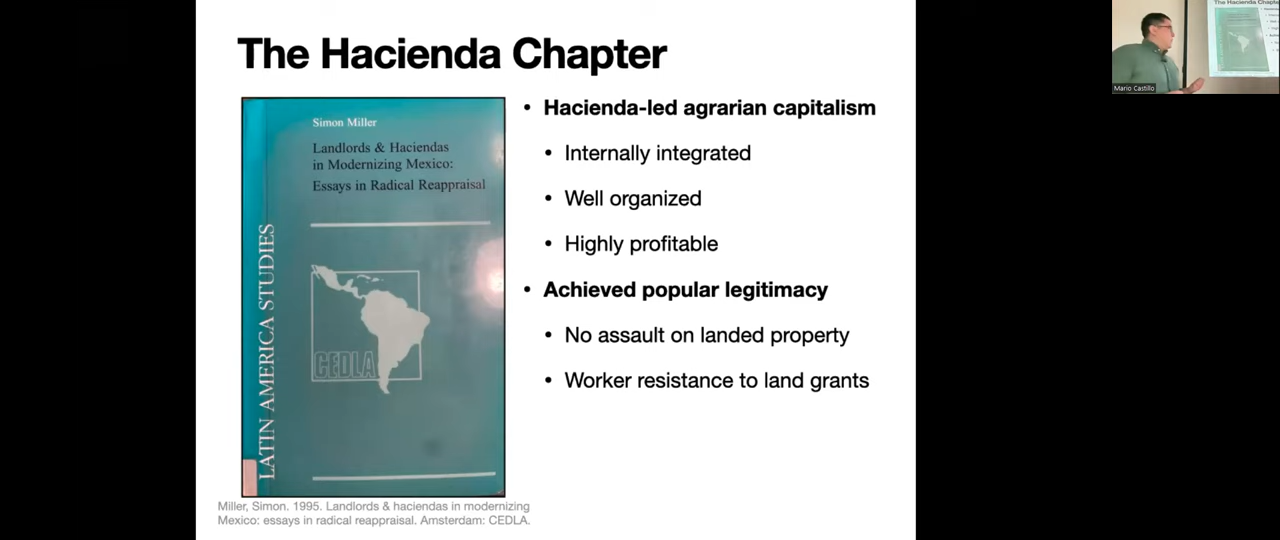 The Hacienda Chapter
Simon Miller
Landlords & Haciendas
in Modernizing Mexico:
Essays in Radical Reappraisal
LATIN AMERICA STUDIES
CEDLA
Miller, Simon. 1995. Landlords & haciendas in modernizing
Mexico: essays in radical reappraisal. Amsterdam: CEDLA.
• Hacienda-led agrarian capitalism
• Internally integrated
• Well organized
• Highly profitable
• Achieved popular legitimacy
• No assault on landed property
• Worker resistance to land grants
The Hacienda Chapter
Mario Castillo